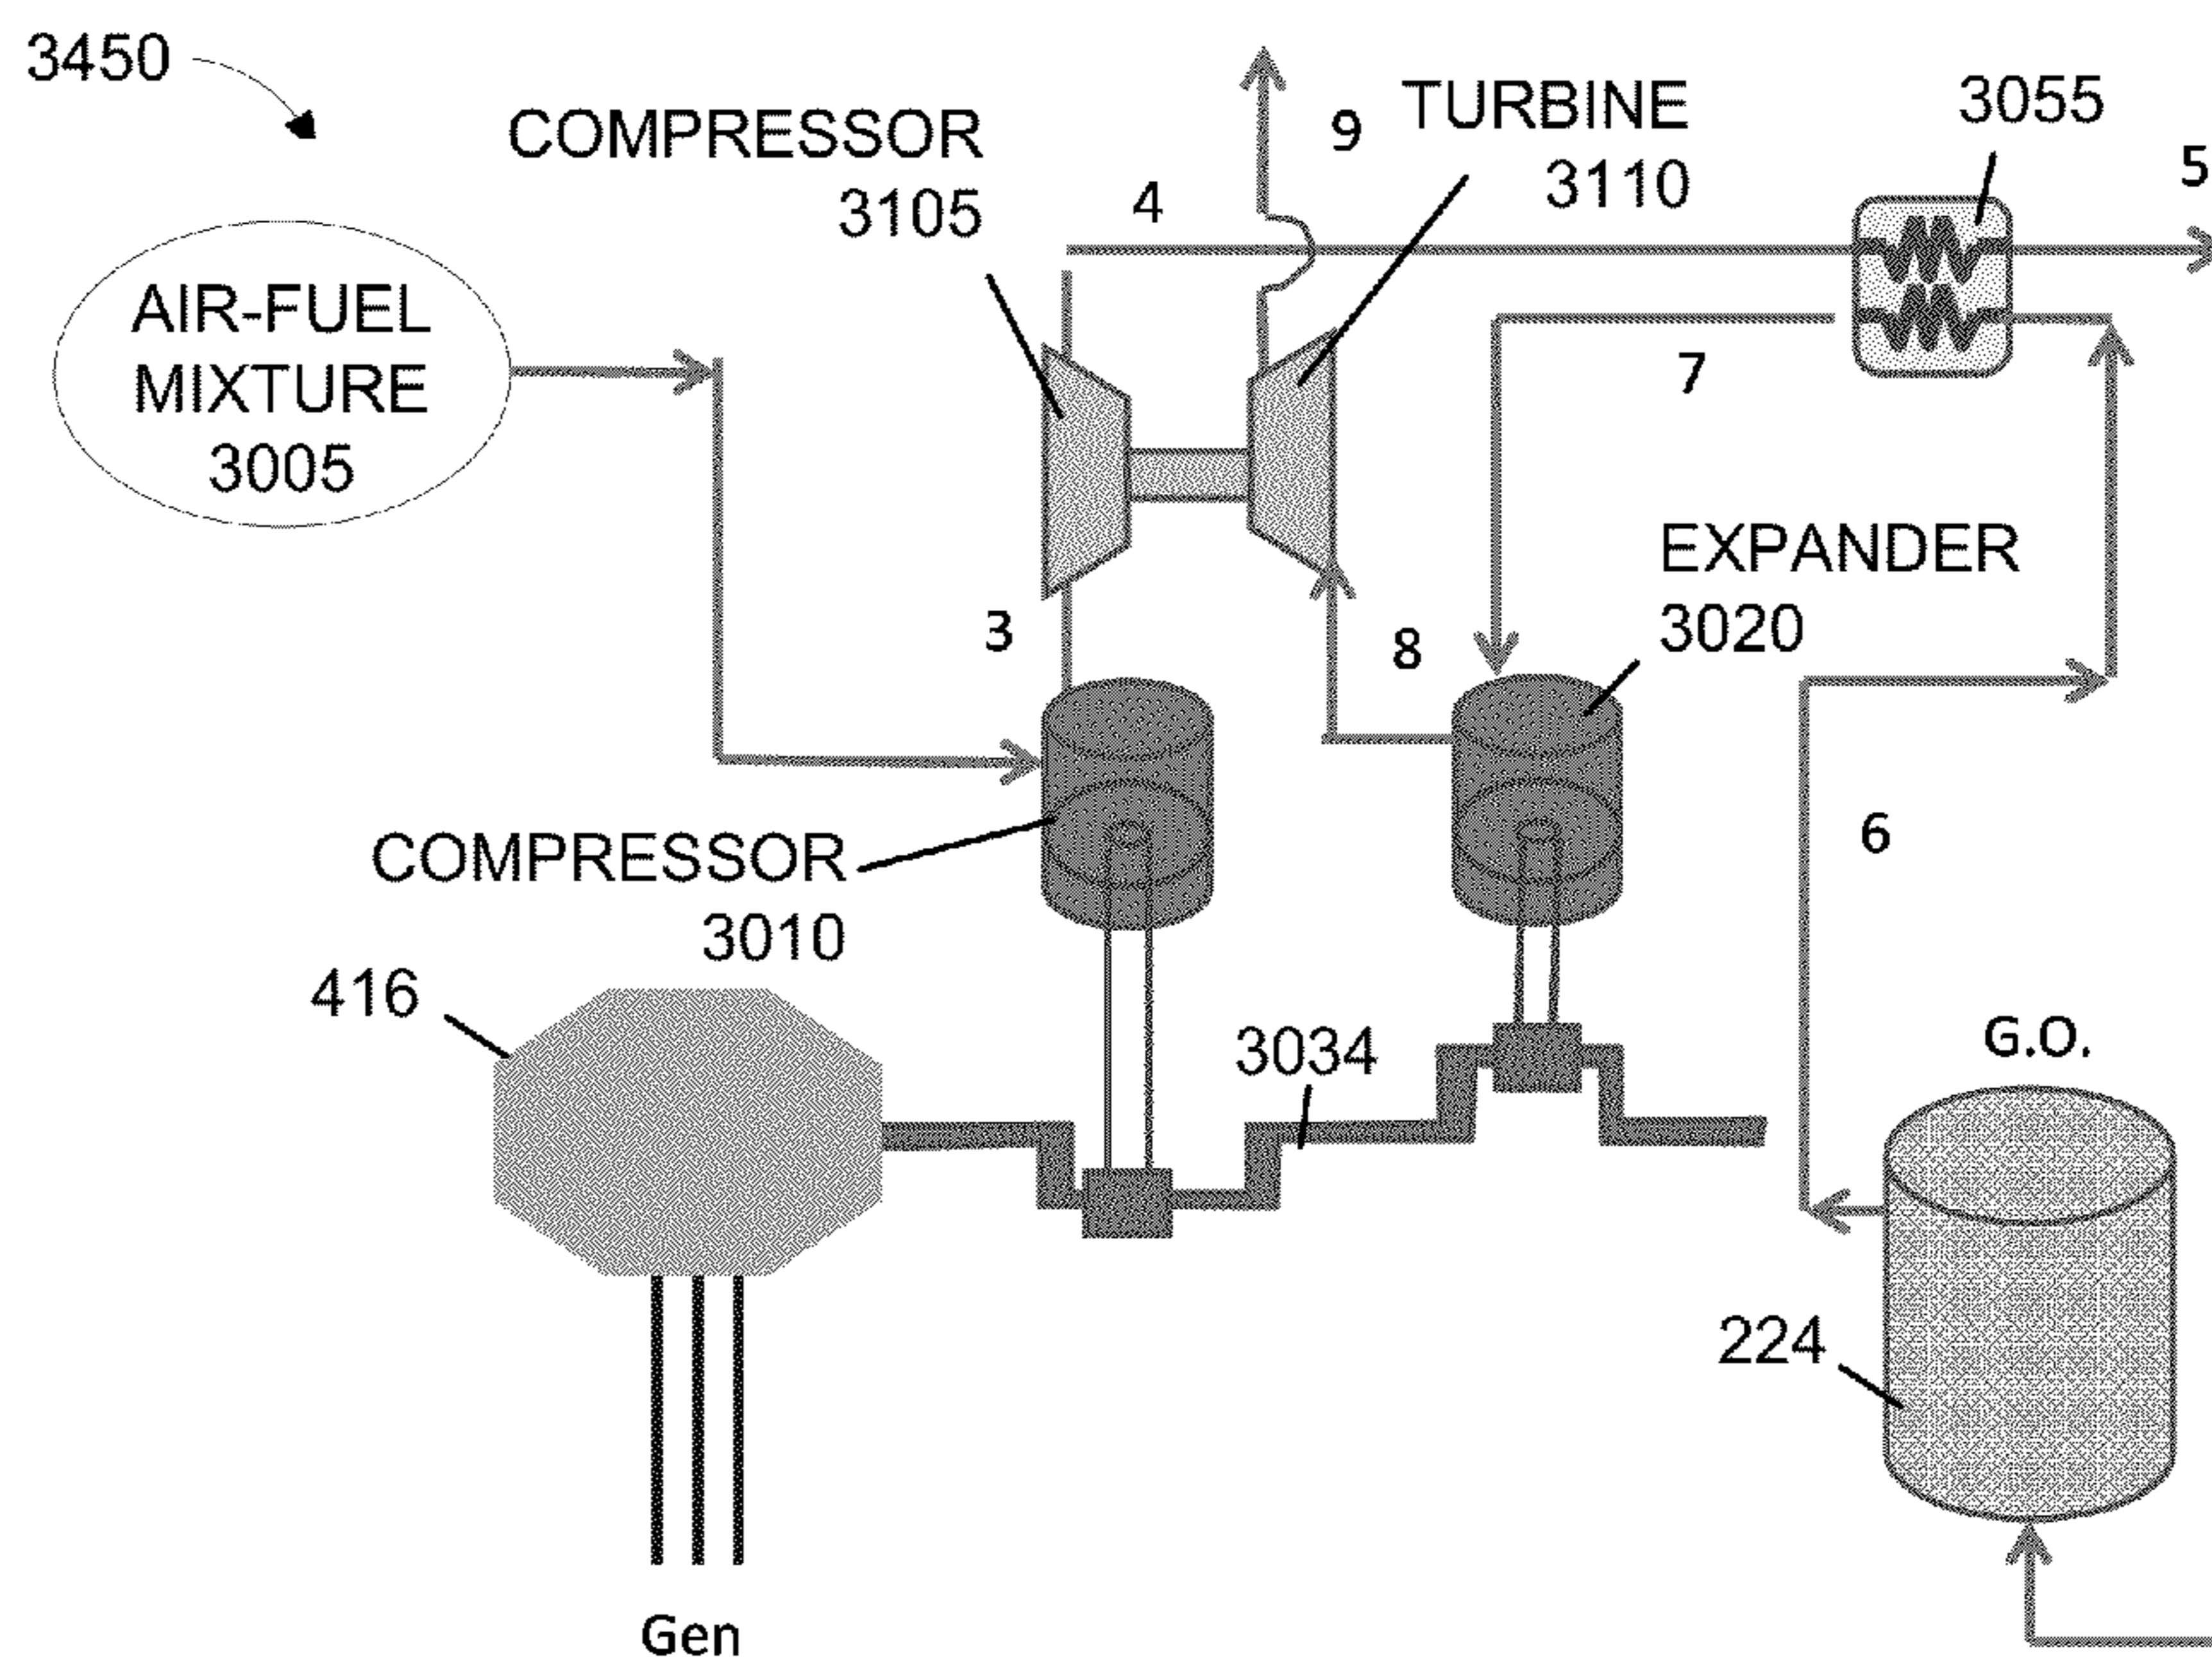 3450
COMPRESSOR
3105
9
TURBINE
3110
3055
5
4
AIR-FUEL
MIXTURE
3005
7
3
8
EXPANDER
3020
COMPRESSOR
3010
6
416
3034
G.O.
224
Gen